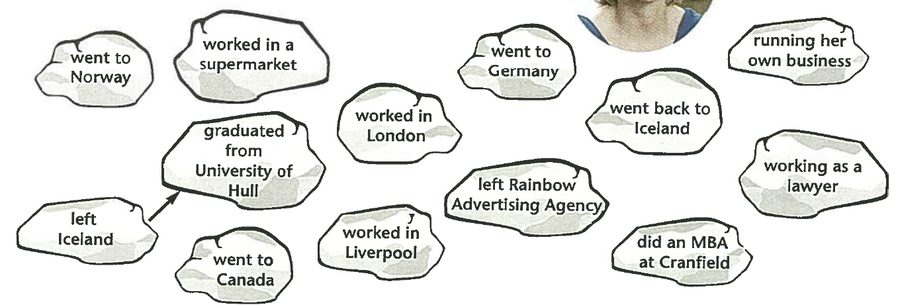 went to
Norway
worked in a
supermarket
went to
Germany
running her
own business
worked in
London
went back to
Iceland
graduated
from
University of
Hull
working as a
lawyer
left Rainbow
Advertising Agency
left
Iceland
worked in
Liverpool
did an MBA
at Cranfield
went to
Canada